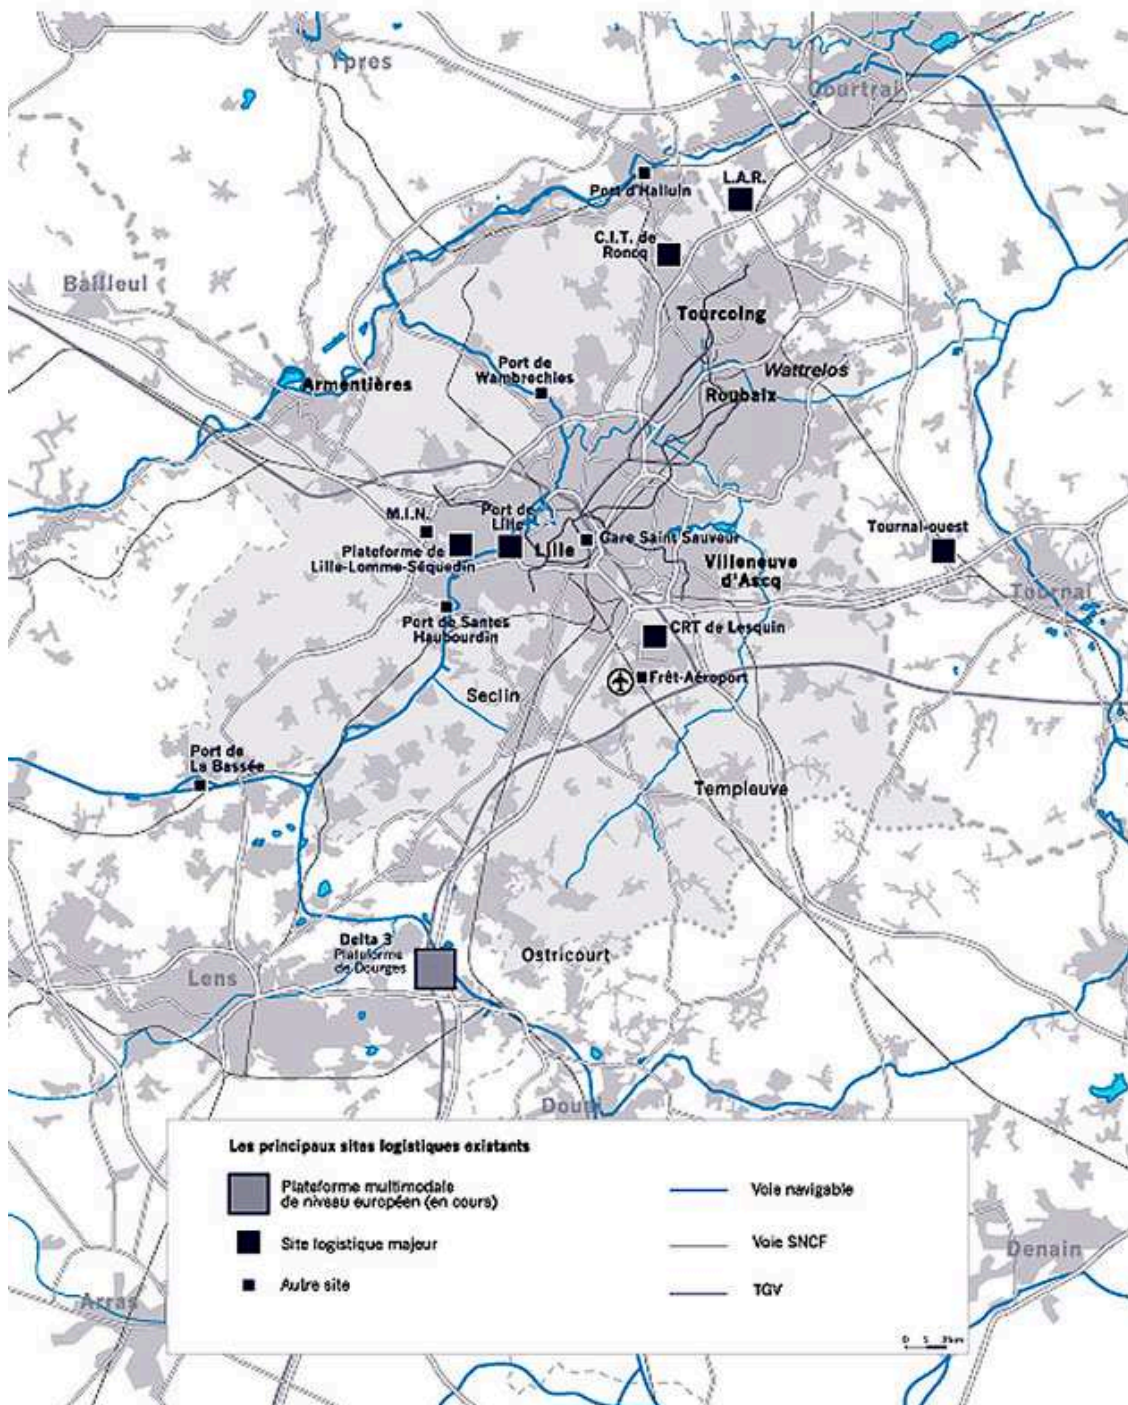 Ypres
Courtrai
Port d'Halluin
L.A.R.
C.I.T. de
Roncq
Bailleul
Tourcoing
Port de
Wambrechies
Wattrelos
Armentières
Roubaix
M.I.N.
Port de
Lille
Tournai-ouest
Plateforme de
Lille-Lomme-Séquedin
Lille
Gare Saint Sauveur
Villeneuve
d'Ascq
Tournai
Port de Santes
Haubourdin
CRT de Lesquin
Frêt-Aéroport
Seclin
Port de
La Bassée
Templeuve
Delta 3
Plateforme
de Dourges
Ostricourt
Lens
Douai
Les principaux sites logistiques existants
Plateforme multimodale
de niveau européen (en cours)
Voie navigable
Site logistique majeur
Voie SNCF
Autre site
TGV
Denain
Arras